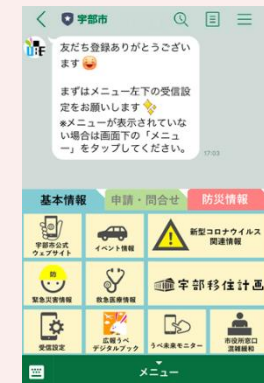 宇部市
友だち登録ありがとうござい
ます
まずはメニュー左下の受信設
定をお願いします
※メニューが表示されていな
い場合は画面下の「メニュ
ー」をタップしてください。
17:03
基本情報
申請・問合せ
防災情報
宇部市公式
ウェブサイト
イベント情報
新型コロナウイルス
関連情報
防
緊急災害情報
救急医療情報
宇部移住計画
受信設定
広報うべ
デジタルブック
うべ未来モニター
市役所窓口
混雑緩和
メニュー